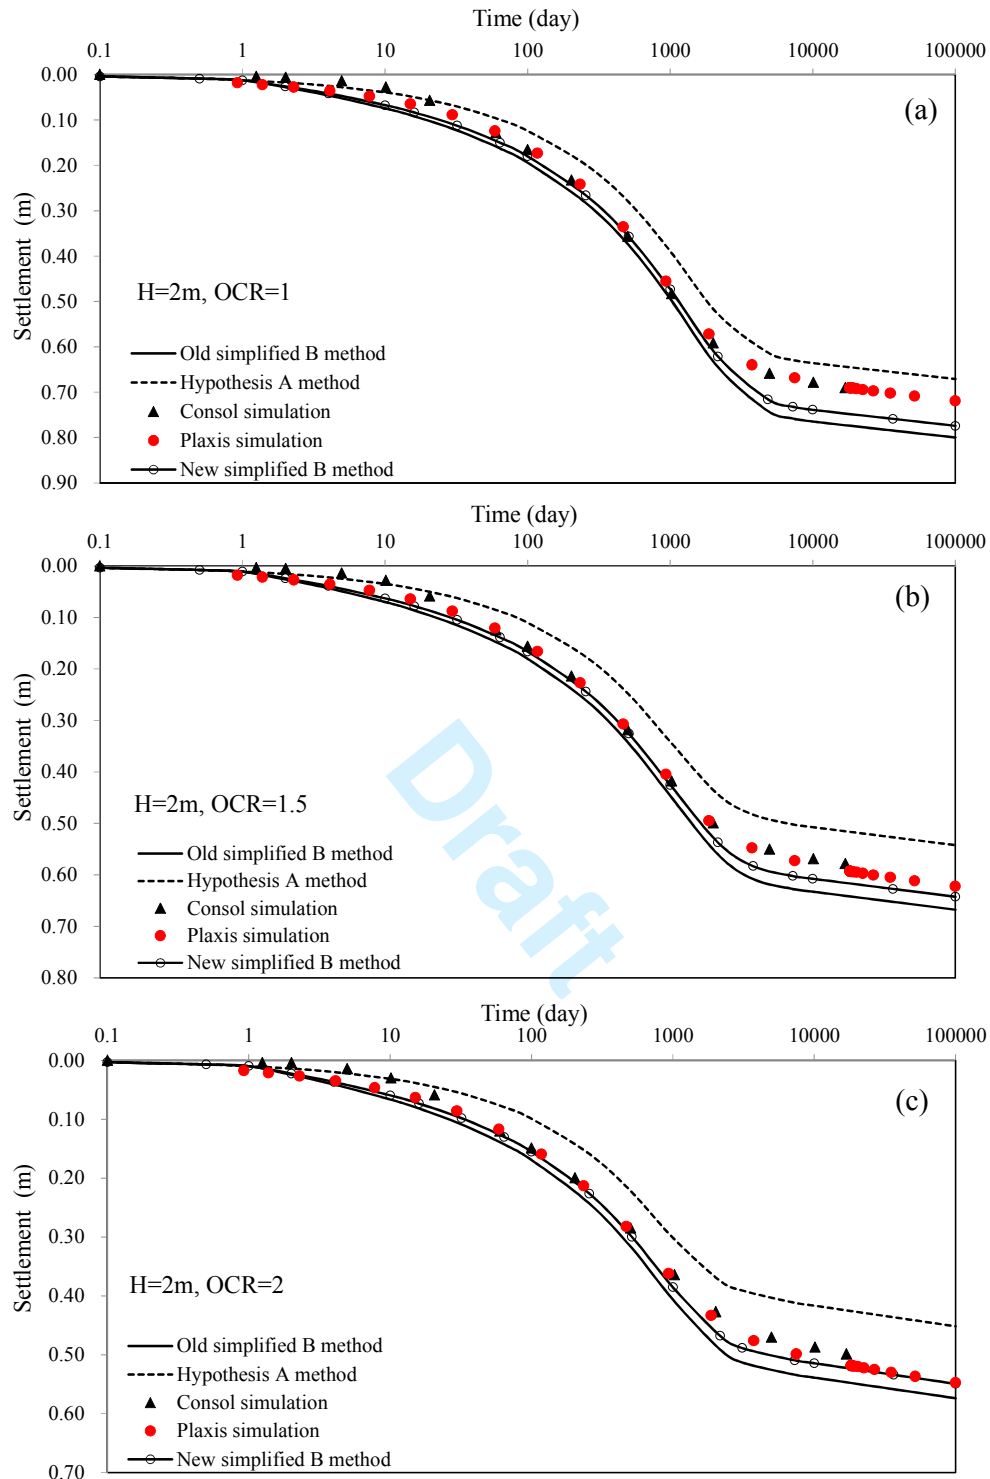 Time (day)
0.1 1 10 100 1000 10000 100000
0.00
0.10
0.20
0.30
0.40
0.50
0.60
0.70
0.80
0.90
Settlement (m)
(a)
H=2m, OCR=1
Old simplified B method
Hypothesis A method
Consol simulation
Plaxis simulation
New simplified B method
Time (day)
0.1 1 10 100 1000 10000 100000
0.00
0.10
0.20
0.30
0.40
0.50
0.60
0.70
0.80
Settlement (m)
(b)
H=2m, OCR=1.5
Old simplified B method
Hypothesis A method
Consol simulation
Plaxis simulation
New simplified B method
Draft
Time (day)
0.1 1 10 100 1000 10000 100000
0.00
0.10
0.20
0.30
0.40
0.50
0.60
0.70
Settlement (m)
(c)
H=2m, OCR=2
Old simplified B method
Hypothesis A method
Consol simulation
Plaxis simulation
New simplified B method